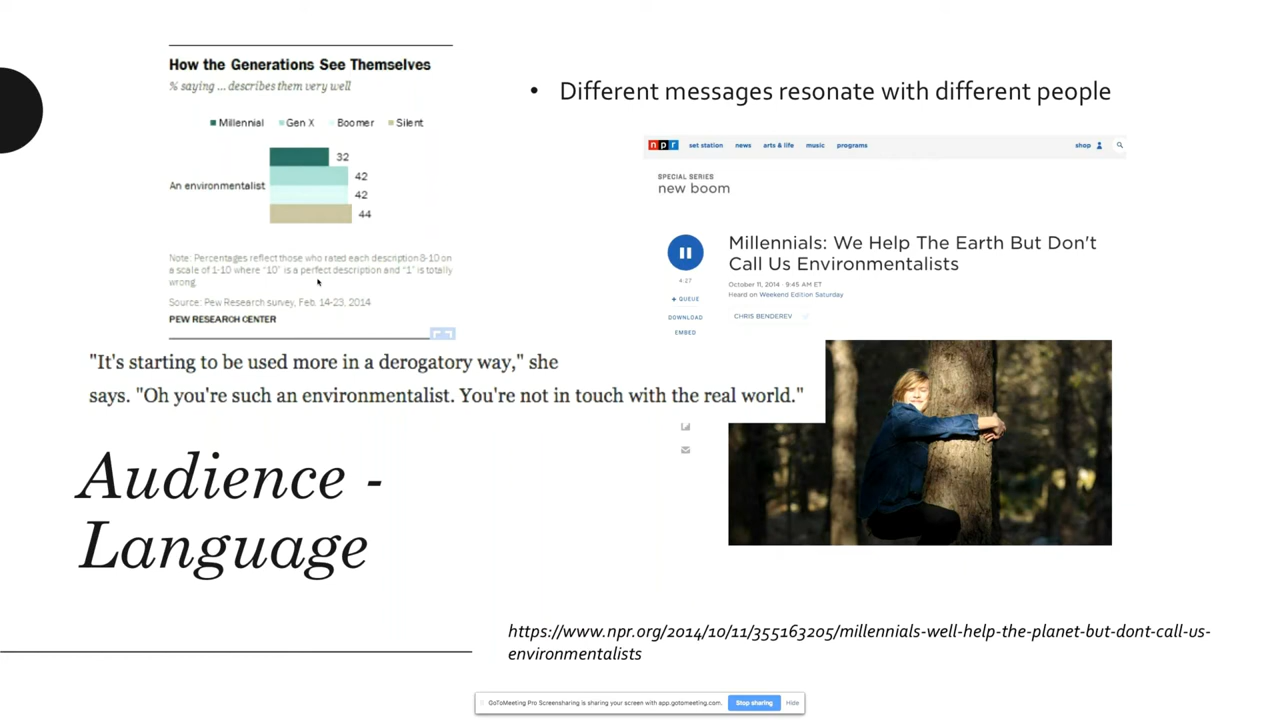 How the Generations See Themselves
% saying ... describes them very well
Millennial Gen X Boomer Silent
An environmentalist
32
42
42
44
Note: Percentages reflect those who rated each description 8-10 on
a scale of 1-10 where "10" is a perfect description and "1" is totally
wrong.
Source: Pew Research survey, Feb. 14-23, 2014
PEW RESEARCH CENTER
• Different messages resonate with different people
npr set station news arts & life music programs shop
SPECIAL SERIES
new boom
Millennials: We Help The Earth But Don't
Call Us Environmentalists
4:27
October 11, 2014 · 9:45 AM ET
Heard on Weekend Edition Saturday
+ QUEUE
DOWNLOAD
EMBED
CHRIS BENDEREV
"It's starting to be used more in a derogatory way," she
says. "Oh you're such an environmentalist. You're not in touch with the real world."
Audience -
Language
https://www.npr.org/2014/10/11/355163205/millennials-well-help-the-planet-but-dont-call-us-
environmentalists
GoToMeeting Pro Screensharing is sharing your screen with app.gotomeeting.com. Stop sharing Hide